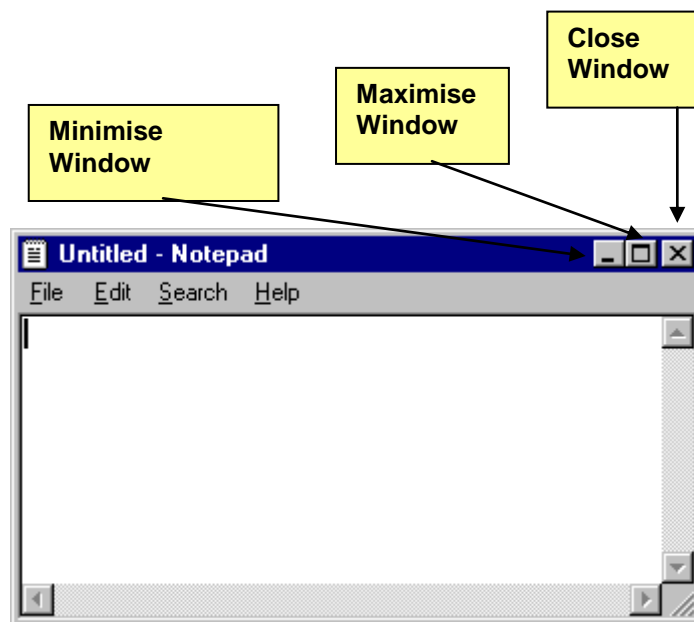 Close
Window
Maximise
Window
Minimise
Window
Untitled - Notepad
File Edit Search Help